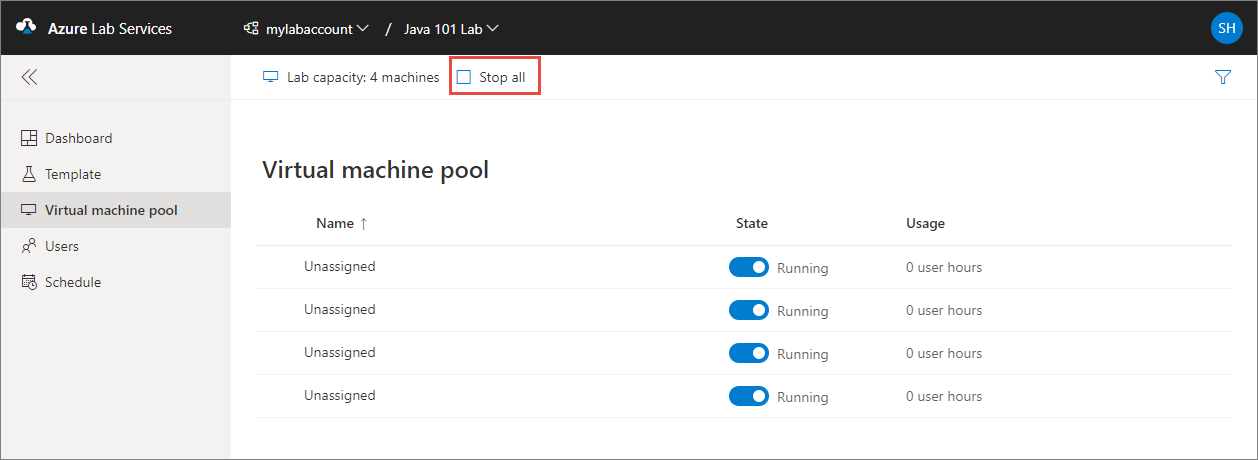 Azure Lab Services mylabaccount / Java 101 Lab SH
Lab capacity: 4 machines Stop all
Dashboard
Template
Virtual machine pool
Users
Schedule
Virtual machine pool
Name ↑ State Usage
Unassigned Running 0 user hours
Unassigned Running 0 user hours
Unassigned Running 0 user hours
Unassigned Running 0 user hours